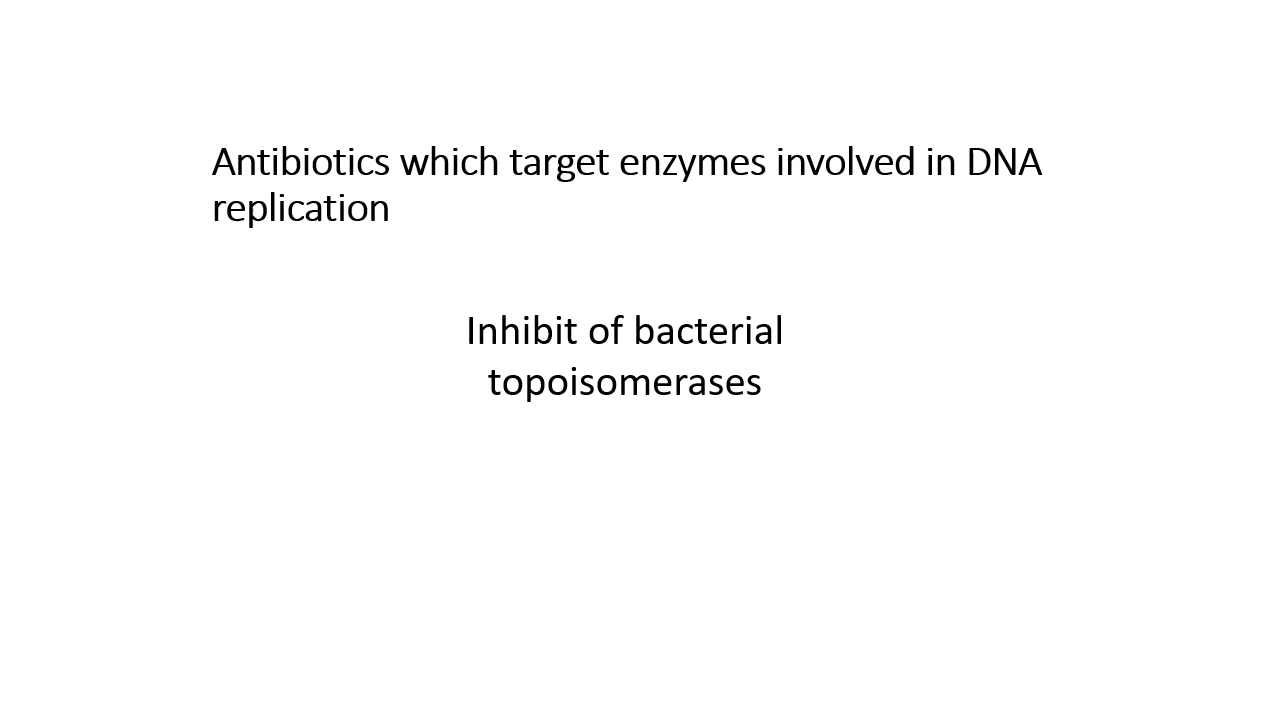 Antibiotics which target enzymes involved in DNA
replication
Inhibit of bacterial
topoisomerases